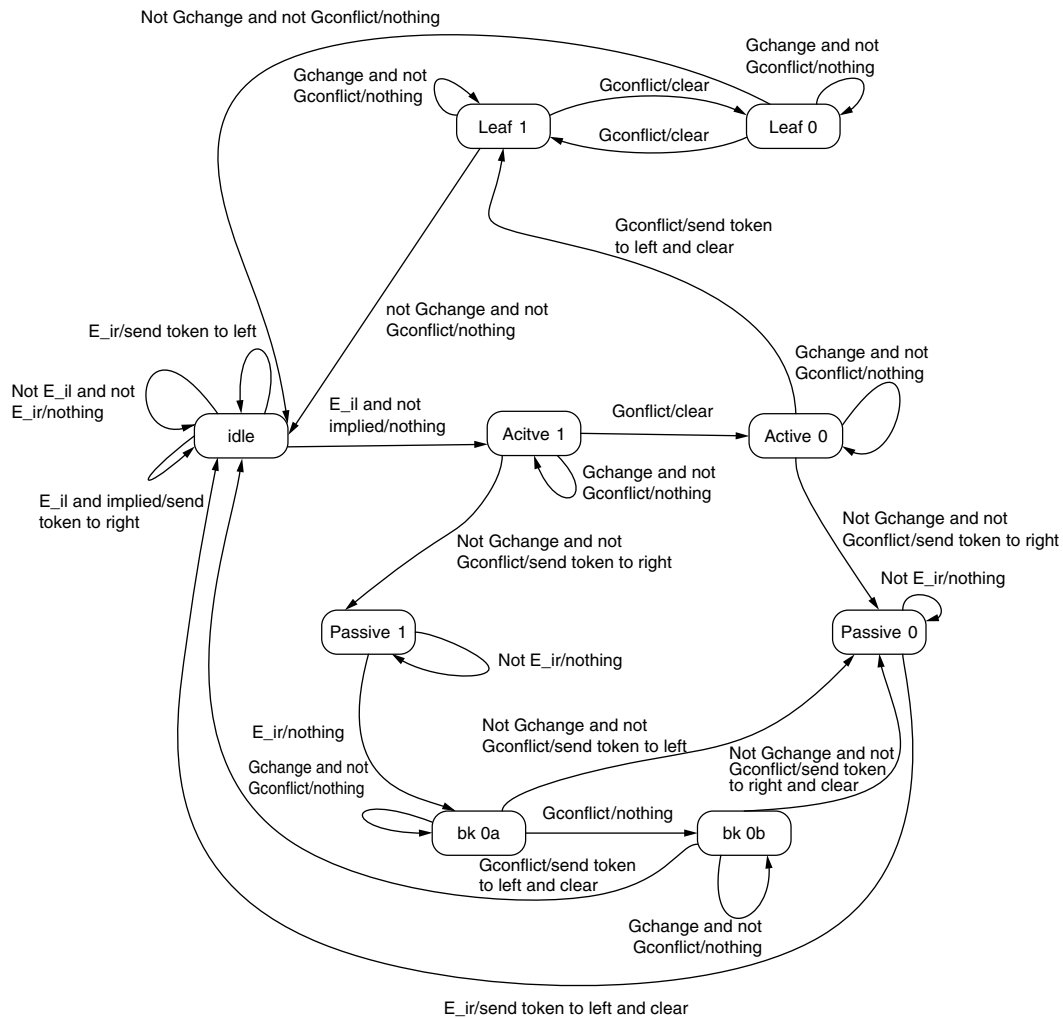 Not Gchange and not Gconflict/nothing
Gchange and not
Gconflict/nothing
Gchange and not
Gconflict/nothing
Gconflict/clear
Leaf 1
Leaf 0
Gconflict/clear
Gconflict/send token
to left and clear
not Gchange and not
Gconflict/nothing
E_ir/send token to left
Not E_il and not
E_ir/nothing
Gchange and not
Gconflict/nothing
E_il and not
implied/nothing
Gonflict/clear
idle
Acitve 1
Active 0
Gchange and not
Gconflict/nothing
E_il and implied/send
token to right
Not Gchange and not
Gconflict/send token to right
Not Gchange and not
Gconflict/send token to right
Not E_ir/nothing
Passive 1
Passive 0
Not E_ir/nothing
E_ir/nothing
Not Gchange and not
Gconflict/send token to left
Not Gchange and not
Gconflict/send token
to right and clear
Gchange and not
Gconflict/nothing
Gconflict/nothing
bk 0a
bk 0b
Gconflict/send token
to left and clear
Gchange and not
Gconflict/nothing
E_ir/send token to left and clear